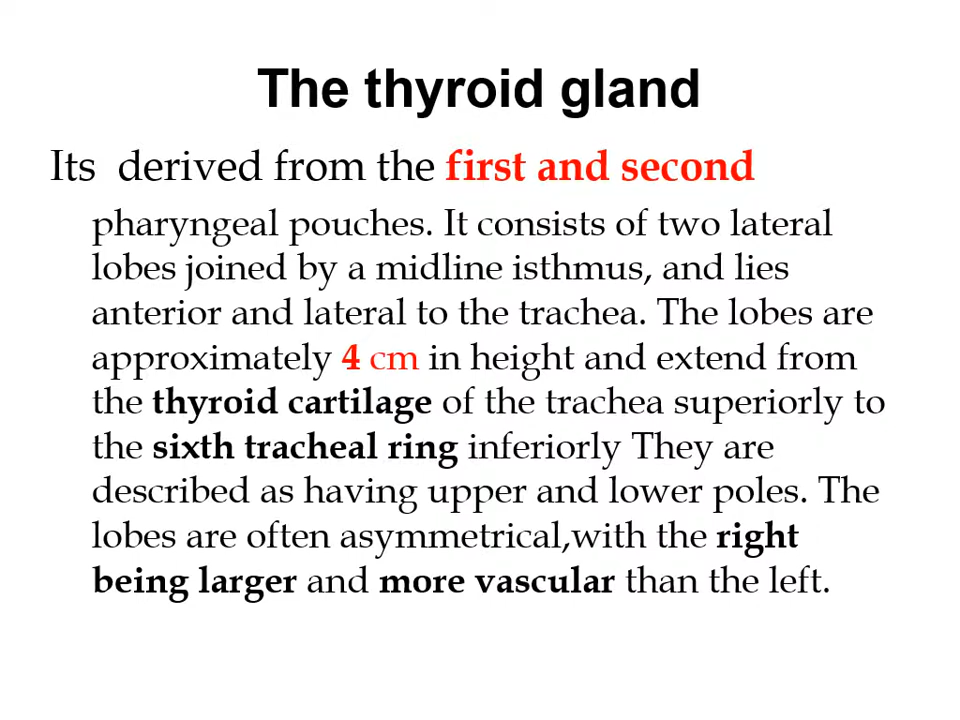 The thyroid gland
Its  derived from the first and second
pharyngeal pouches. It consists of two lateral
lobes joined by a midline isthmus, and lies
anterior and lateral to the trachea. The lobes are
approximately 4 cm in height and extend from
the thyroid cartilage of the trachea superiorly to
the sixth tracheal ring inferiorly They are
described as having upper and lower poles. The
lobes are often asymmetrical,with the right
being larger and more vascular than the left.